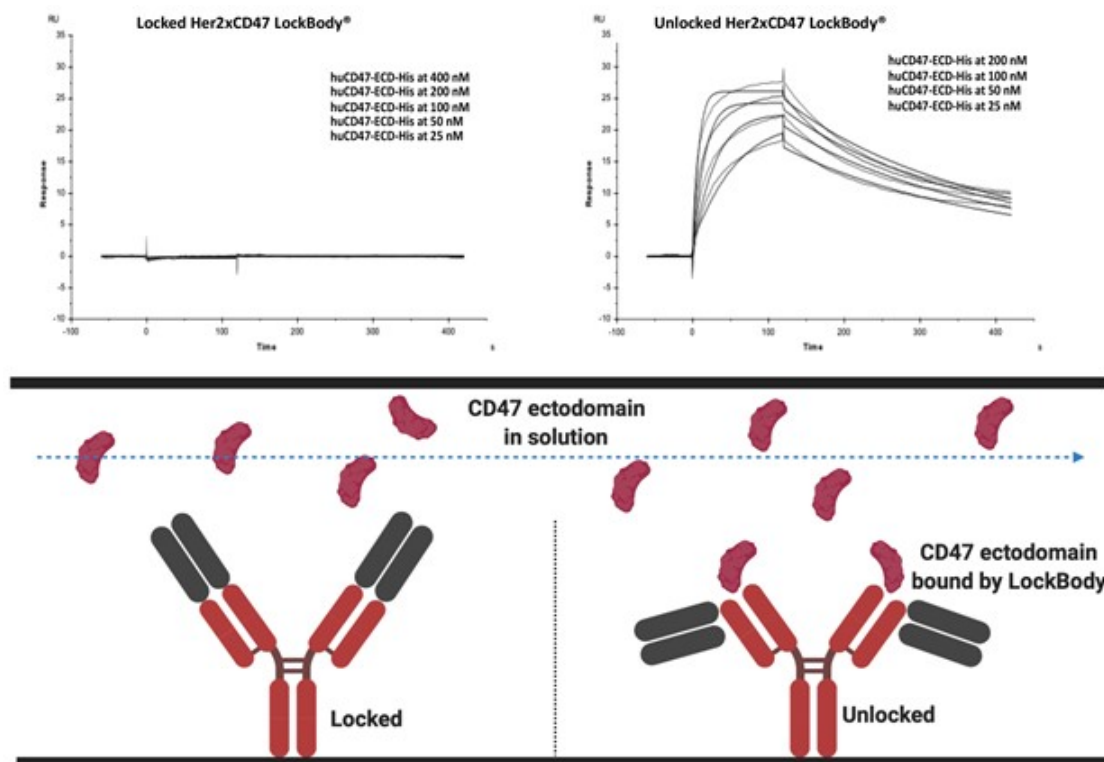 Locked Her2xCD47 LockBody®
RU
35
30
25
20
15
10
5
0
-5
-10
Response
huCD47-ECD-His at 400 nM
huCD47-ECD-His at 200 nM
huCD47-ECD-His at 100 nM
huCD47-ECD-His at 50 nM
huCD47-ECD-His at 25 nM
-100
0
100
200
300
400
Time
s
Unlocked Her2xCD47 LockBody®
RU
35
30
25
20
15
10
5
0
-5
-10
Response
huCD47-ECD-His at 200 nM
huCD47-ECD-His at 100 nM
huCD47-ECD-His at 50 nM
huCD47-ECD-His at 25 nM
-100
0
100
200
300
400
Time
s
CD47 ectodomain
in solution
CD47 ectodomain
bound by LockBody
Locked
Unlocked